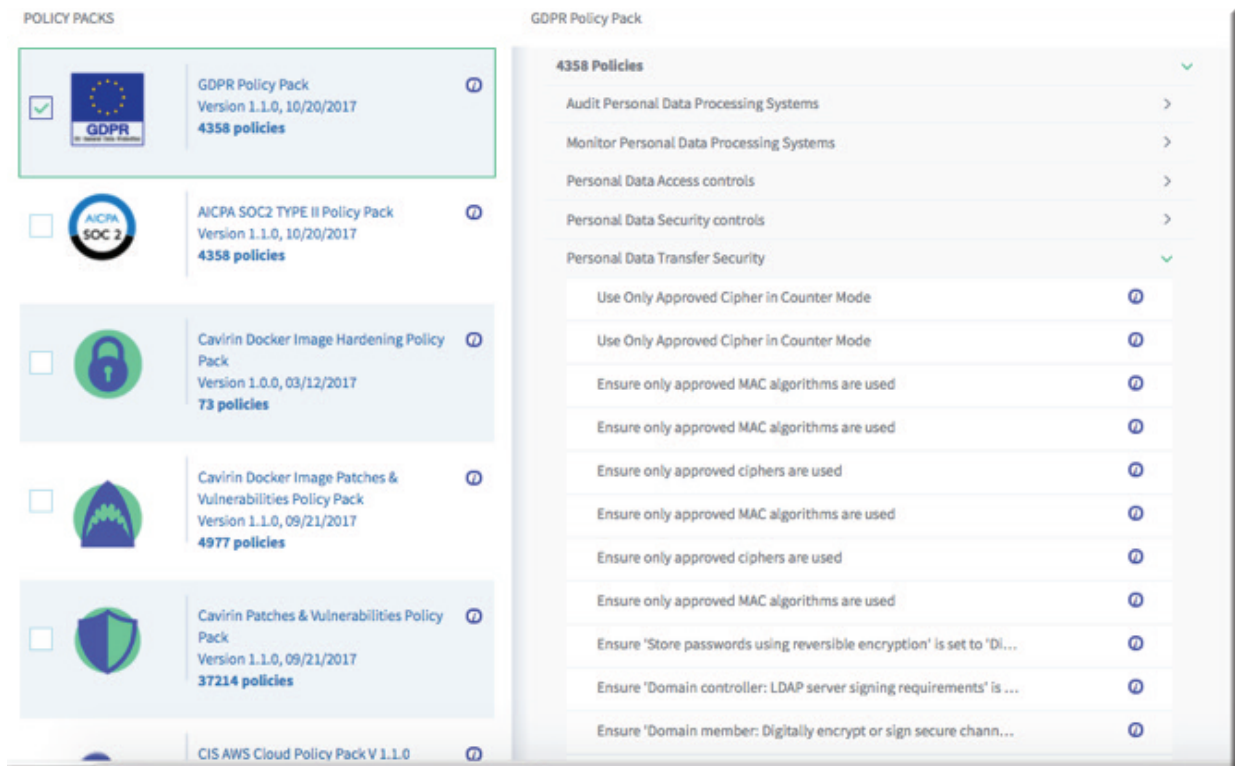 POLICY PACKS
GDPR
GDPR Policy Pack
Version 1.1.0, 10/20/2017
4358 policies
AICPA
SOC 2
AICPA SOC2 TYPE II Policy Pack
Version 1.1.0, 10/20/2017
4358 policies
Cavirin Docker Image Hardening Policy
Pack
Version 1.0.0, 03/12/2017
73 policies
Cavirin Docker Image Patches &
Vulnerabilities Policy Pack
Version 1.1.0, 09/21/2017
4977 policies
Cavirin Patches & Vulnerabilities Policy
Pack
Version 1.1.0, 09/21/2017
37214 policies
CIS AWS Cloud Policy Pack V 1.1.0
GDPR Policy Pack
4358 Policies
Audit Personal Data Processing Systems
Monitor Personal Data Processing Systems
Personal Data Access controls
Personal Data Security controls
Personal Data Transfer Security
Use Only Approved Cipher in Counter Mode
Use Only Approved Cipher in Counter Mode
Ensure only approved MAC algorithms are used
Ensure only approved MAC algorithms are used
Ensure only approved ciphers are used
Ensure only approved MAC algorithms are used
Ensure only approved ciphers are used
Ensure only approved MAC algorithms are used
Ensure 'Store passwords using reversible encryption' is set to 'Di...
Ensure 'Domain controller: LDAP server signing requirements' is ...
Ensure 'Domain member: Digitally encrypt or sign secure chann...